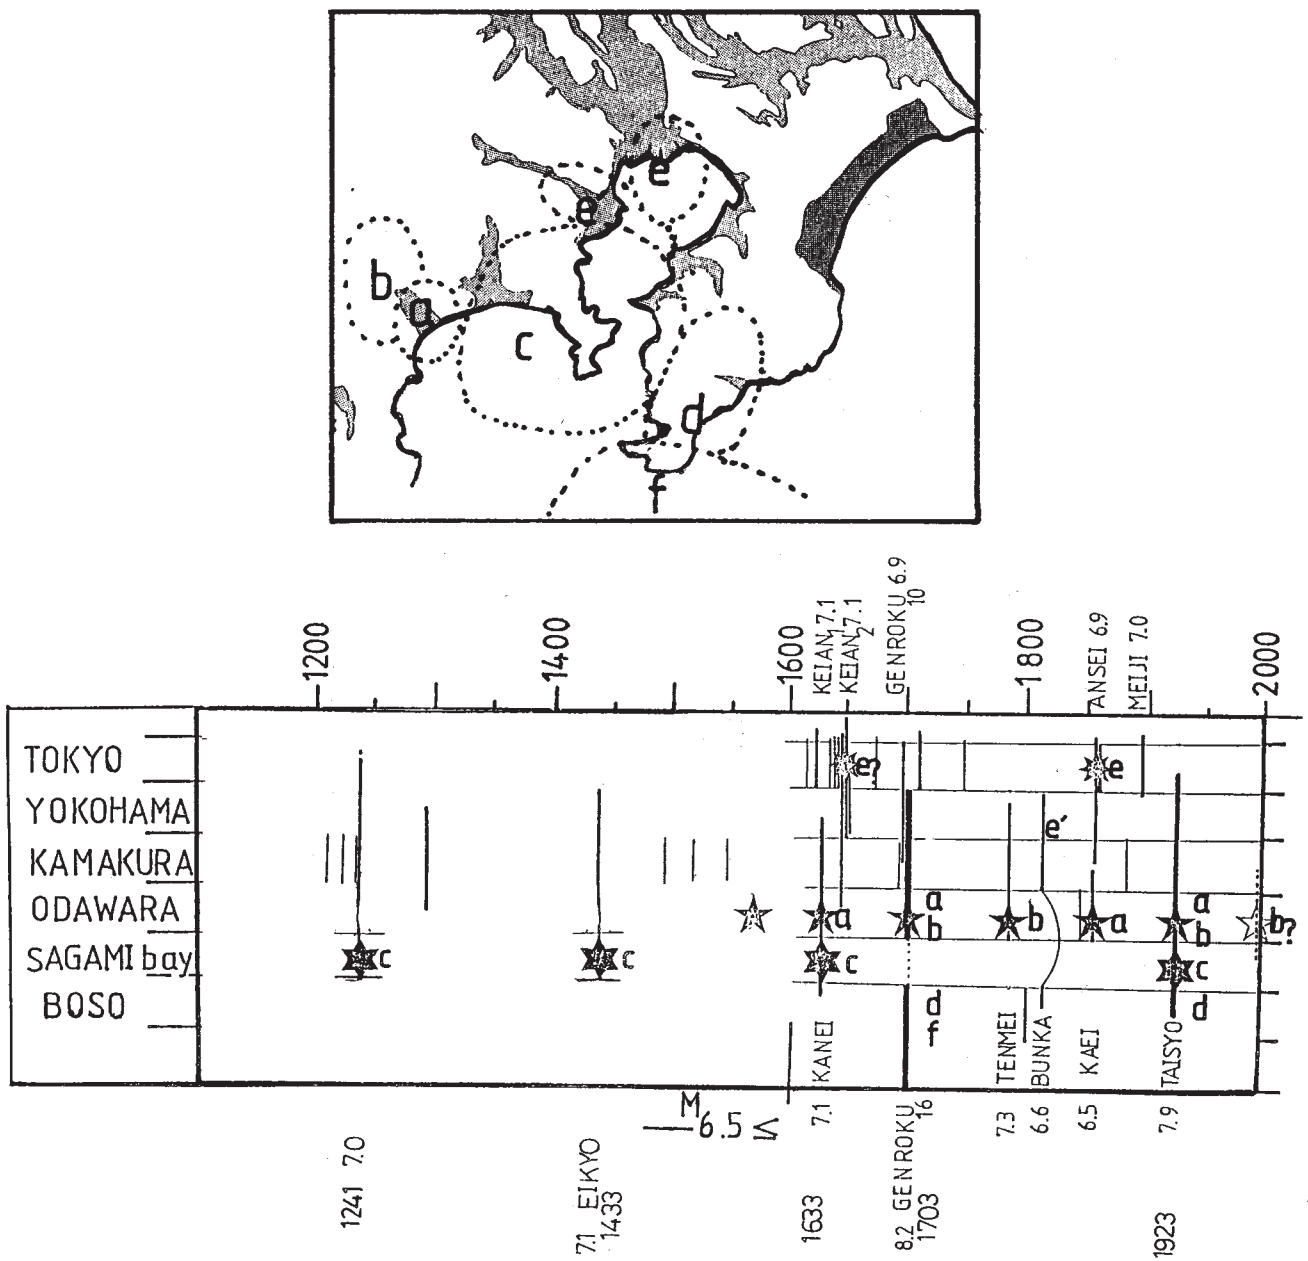 e
e
b
a
c
d
f
1200
1400
1600
KEIAN 1 7.1
KEIAN 2 7.1
GENROKU 6.9
10
1800
ANSEI 6.9
MEIJI 7.0
2000
TOKYO
e?
e
YOKOHAMA
e′
KAMAKURA
ODAWARA
a
a
b
b
a
a
b
b?
SAGAMI bay
c
c
c
c
BOSO
d
f
d
KANEI
TENMEI
BUNKA
KAEI
TAISYO
M 6.5 VI
7.1
16
7.3
6.6
6.5
7.9
1241 7.0
7.1 EIKYO
1433
1633
8.2 GENROKU
1703
1923